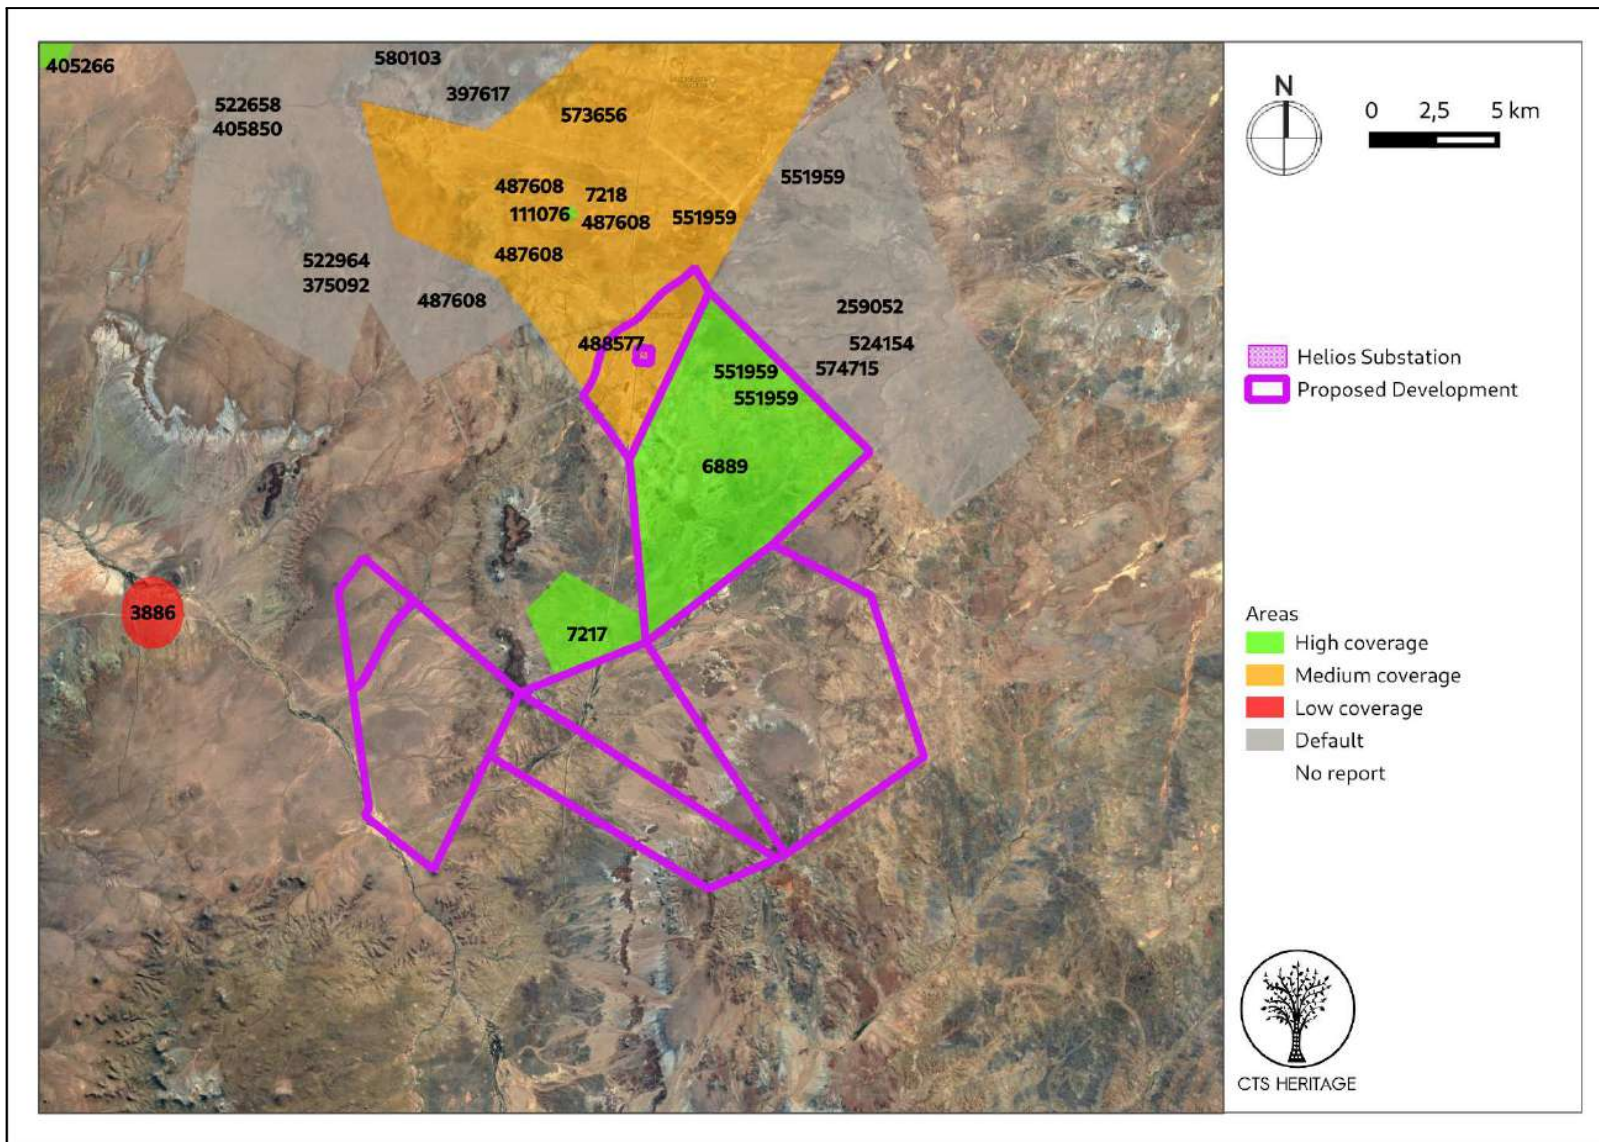 405266
580103
397617
522658
405850
573656
551959
487608
7218
111076
487608
551959
487608
522964
375092
487608
259052
488577
524154
574715
551959
551959
6889
3886
7217
N
0 2,5 5 km
Helios Substation
Proposed Development
Areas
High coverage
Medium coverage
Low coverage
Default
No report
CTS HERITAGE